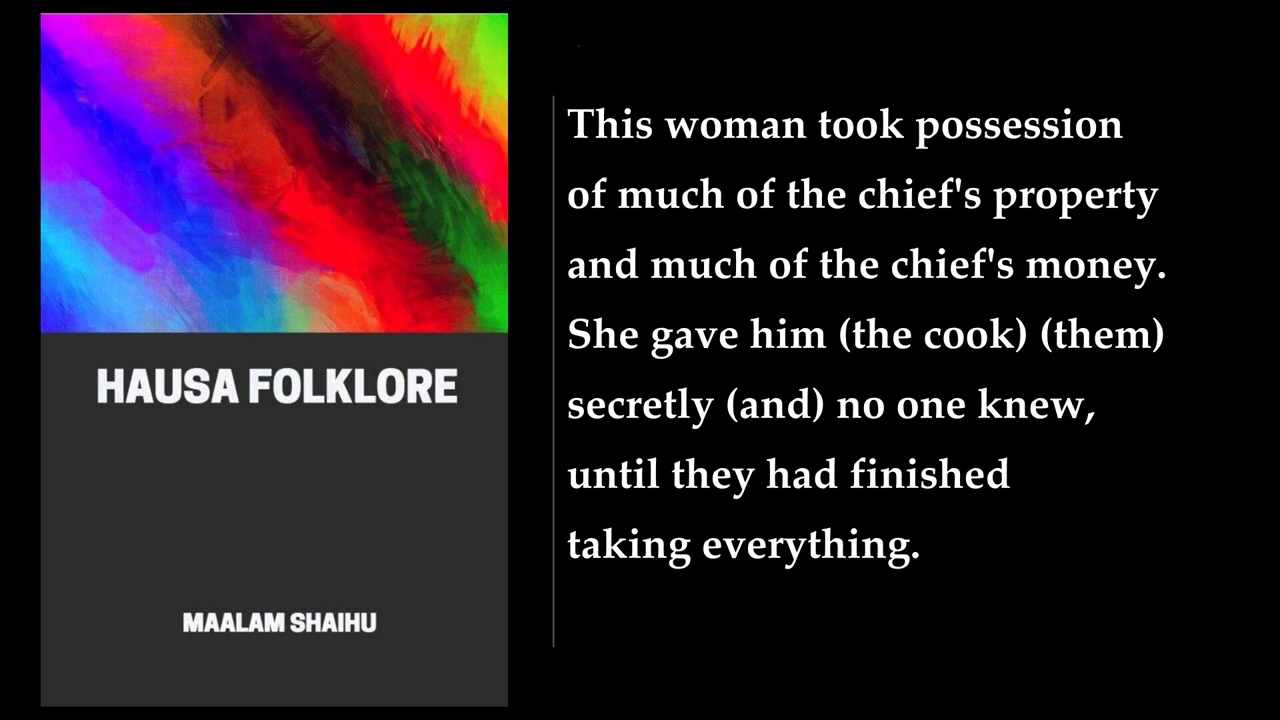 HAUSA FOLKLORE
MAALAM SHAIHU
This woman took possession
of much of the chief's property
and much of the chief's money.
She gave him (the cook) (them)
secretly (and) no one knew,
until they had finished
taking everything.